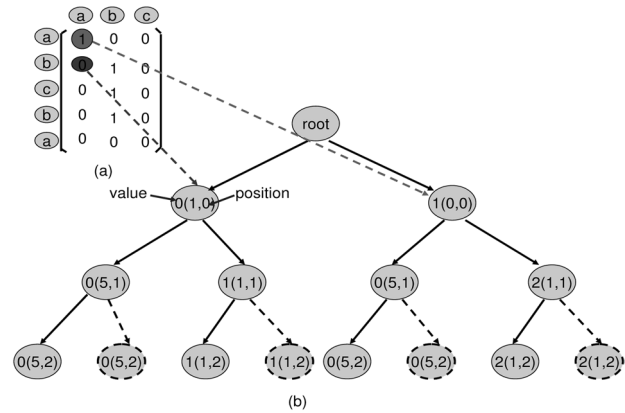 a b c
a 1 0 0
b 0 1 0
c 0 1 0
b 0 1 0
a 0 0 0
(a)
root
value position
0(1,0) 1(0,0)
0(5,1) 1(1,1) 0(5,1) 2(1,1)
0(5,2) 0(5,2) 1(1,2) 1(1,2) 0(5,2) 0(5,2) 2(1,2) 2(1,2)
(b)